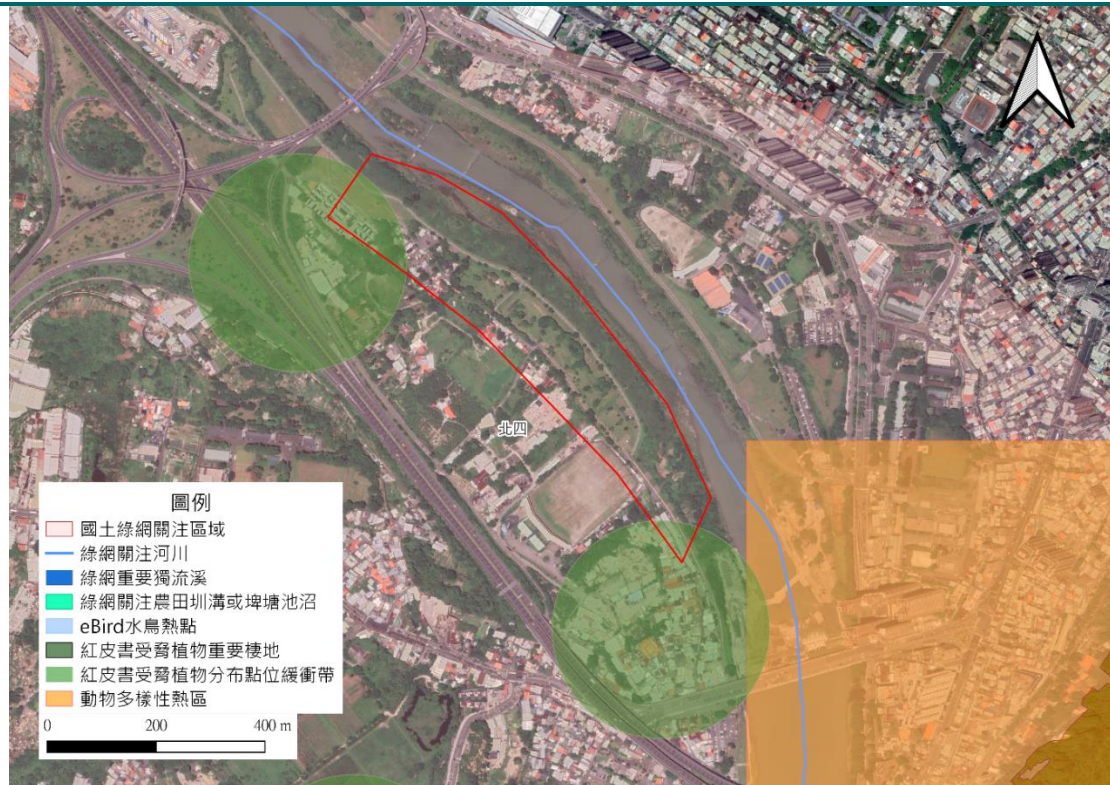 北四
圖例
國土綠網關注區域
綠網關注河川
綠網重要獨流溪
綠網關注農田圳溝或埤塘池沼
eBird水鳥熱點
紅皮書受脅植物重要棲地
紅皮書受脅植物分布點位緩衝帶
動物多樣性熱區
0 200 400 m